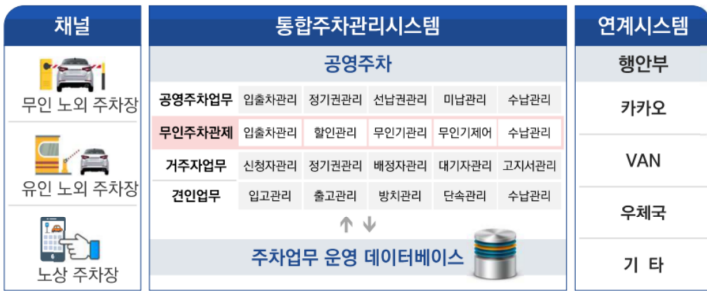 채널
무인 노외 주차장
유인 노외 주차장
노상 주차장
통합주차관리시스템
공영주차
공영주차업무 입출차관리 정기권관리 선납권관리 미납관리 수납관리
무인주차관제 입출차관리 할인관리 무인기관리 무인기제어 수납관리
거주자업무 신청자관리 정기권관리 배정자관리 대기자관리 고지서관리
견인업무 입고관리 출고관리 방치관리 단속관리 수납관리
주차업무 운영 데이터베이스
연계시스템
행안부
카카오
VAN
우체국
기 타